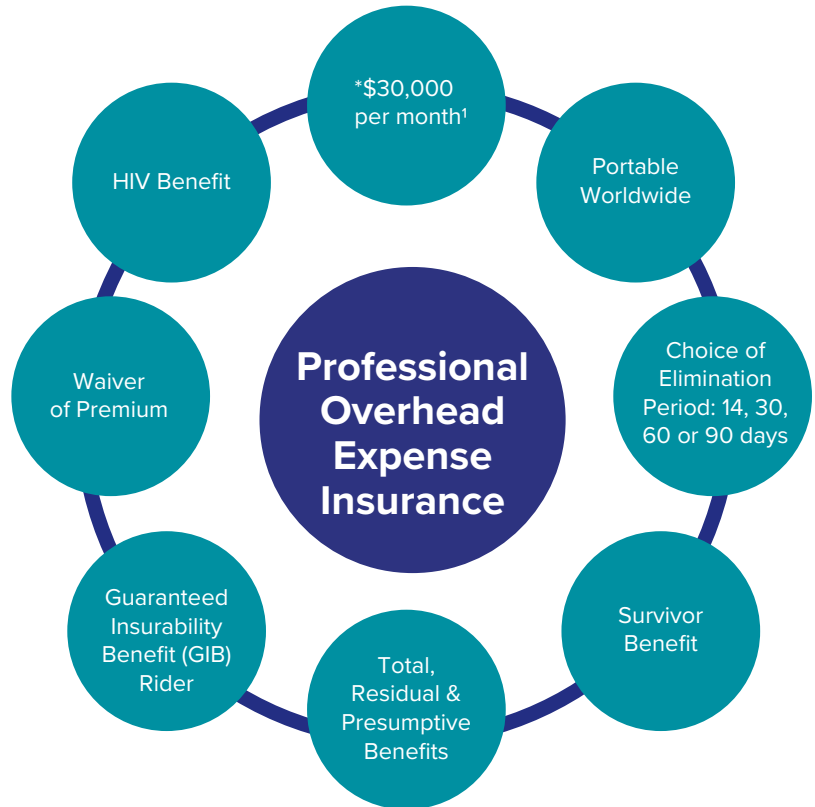 *$30,000
per month¹
Portable
Worldwide
Choice of
Elimination
Period: 14, 30,
60 or 90 days
Survivor
Benefit
Total,
Residual &
Presumptive
Benefits
Guaranteed
Insurability
Benefit (GIB)
Rider
Waiver
of Premium
HIV Benefit
Professional
Overhead
Expense
Insurance